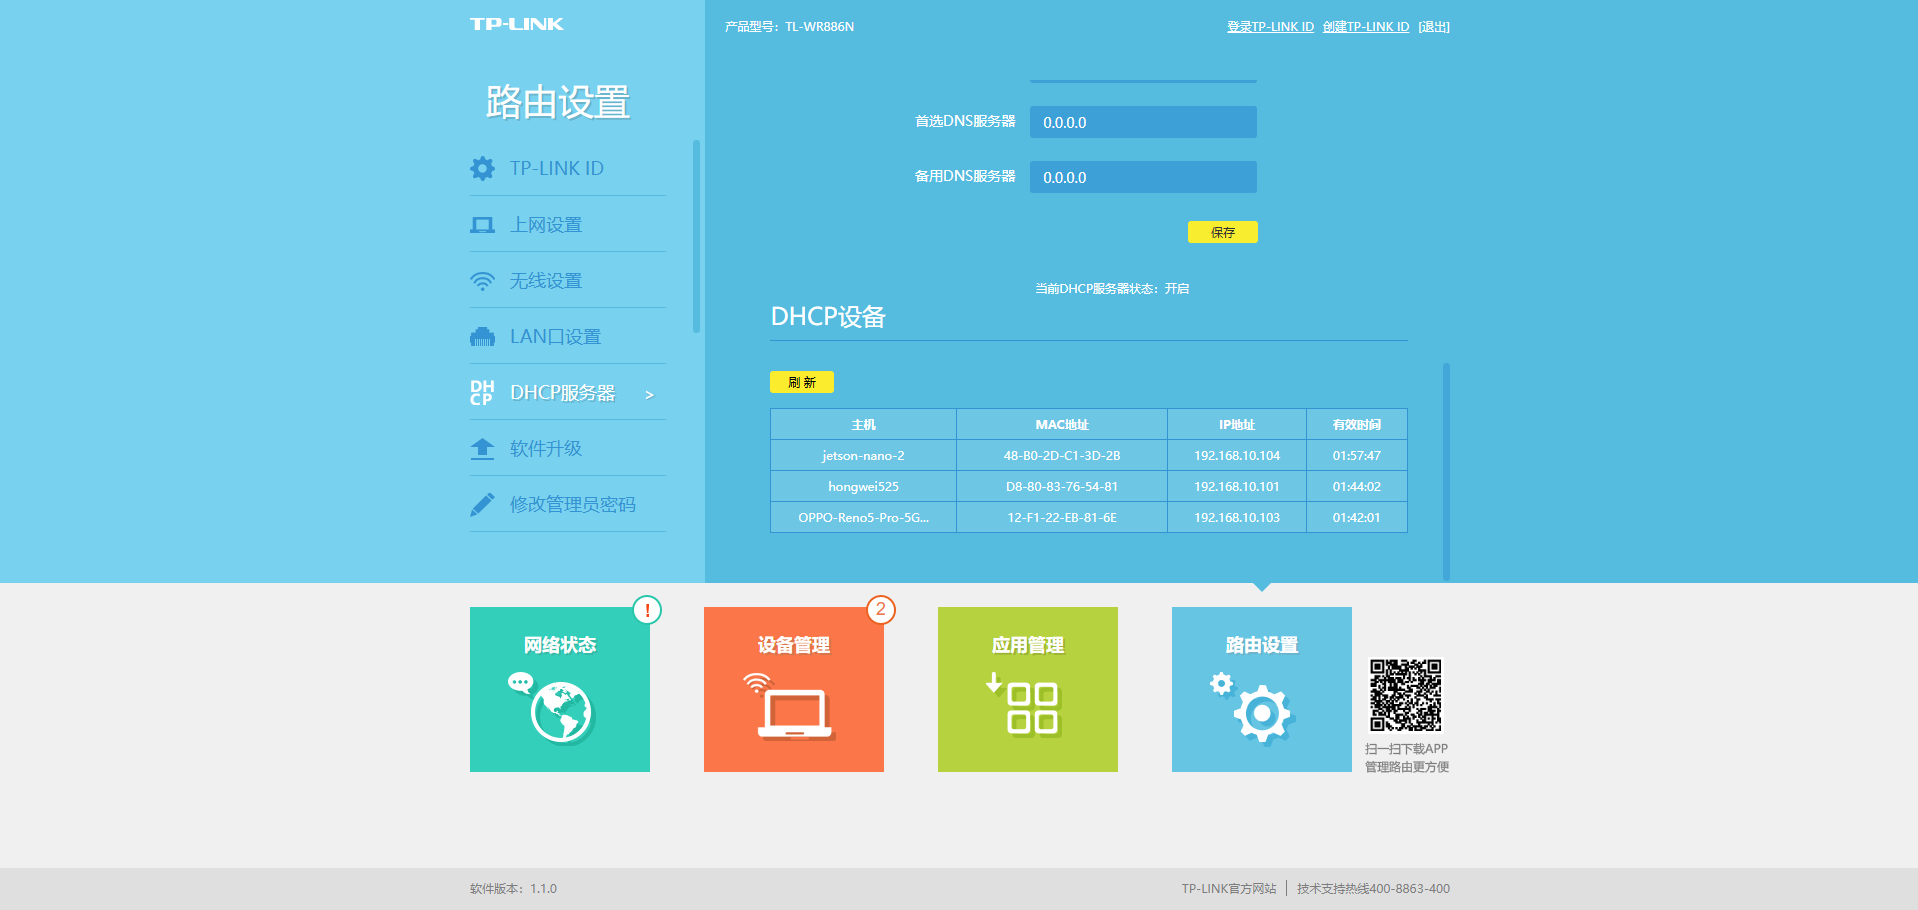 TP-LINK
产品型号：TL-WR886N
登录TP-LINK ID 创建TP-LINK ID [退出]
路由设置
TP-LINK ID
上网设置
无线设置
LAN口设置
DHCP服务器 >
软件升级
修改管理员密码
首选DNS服务器 0.0.0.0
备用DNS服务器 0.0.0.0
保存
当前DHCP服务器状态：开启
DHCP设备
刷 新
主机 MAC地址 IP地址 有效时间
jetson-nano-2 48-B0-2D-C1-3D-2B 192.168.10.104 01:57:47
hongwei525 D8-80-83-76-54-81 192.168.10.101 01:44:02
OPPO-Reno5-Pro-5G... 12-F1-22-EB-81-6E 192.168.10.103 01:42:01
网络状态 !
设备管理 2
应用管理
路由设置
扫一扫下载APP
管理路由更方便
软件版本：1.1.0
TP-LINK官方网站 | 技术支持热线400-8863-400
DH
CP